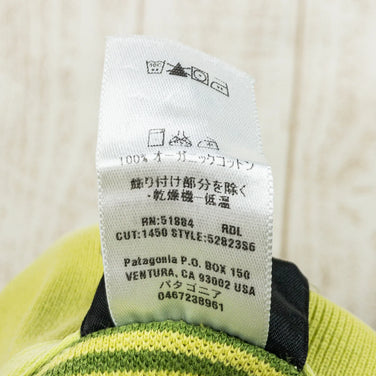 100% オーガニックコットン
飾り付け部分を除く
・乾燥機－低温
RN:51884 RDL
CUT:1450 STYLE:52823S6
Patagonia P.O. BOX 150
VENTURA, CA 93002 USA
パタゴニア
0467238961